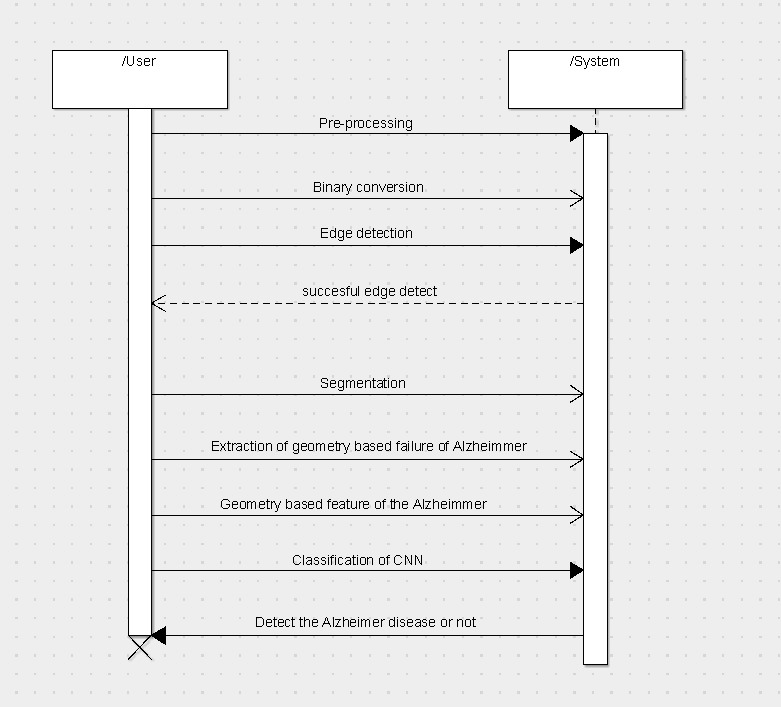 /User
/System
Pre-processing
Binary conversion
Edge detection
succesful edge detect
Segmentation
Extraction of geometry based failure of Alzheimmer
Geometry based feature of the Alzheimmer
Classification of CNN
Detect the Alzheimer disease or not